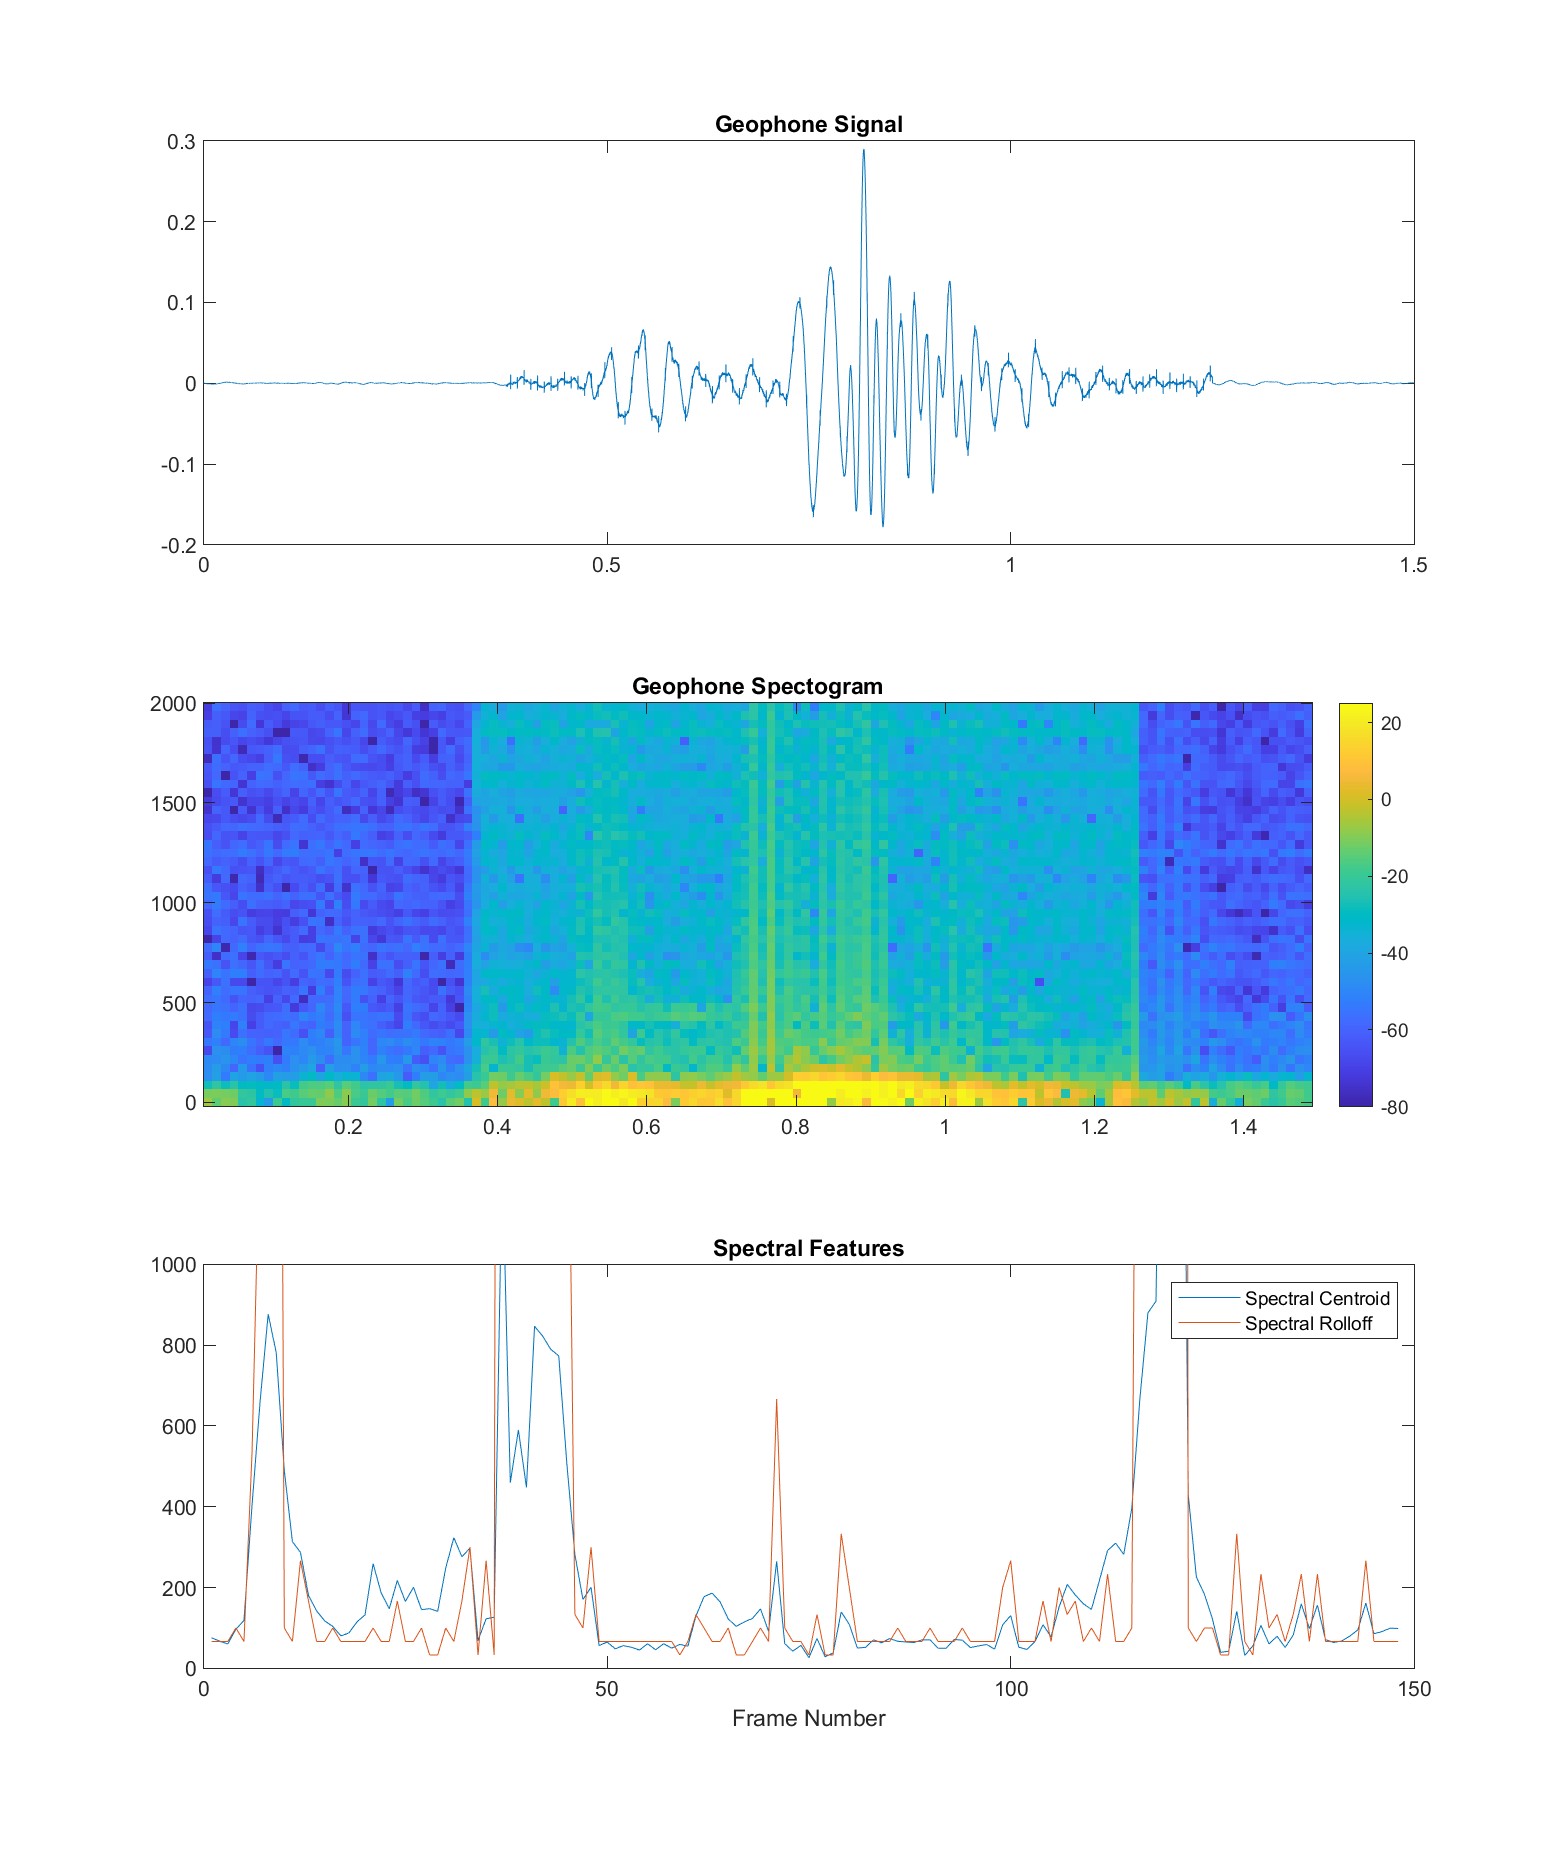 Geophone Signal
0.3
0.2
0.1
0
-0.1
-0.2
0 0.5 1 1.5
Geophone Spectogram
2000
1500
1000
500
0
0.2 0.4 0.6 0.8 1 1.2 1.4
20
0
-20
-40
-60
-80
Spectral Features
1000
800
600
400
200
0
0 50 100 150
Spectral Centroid
Spectral Rolloff
Frame Number